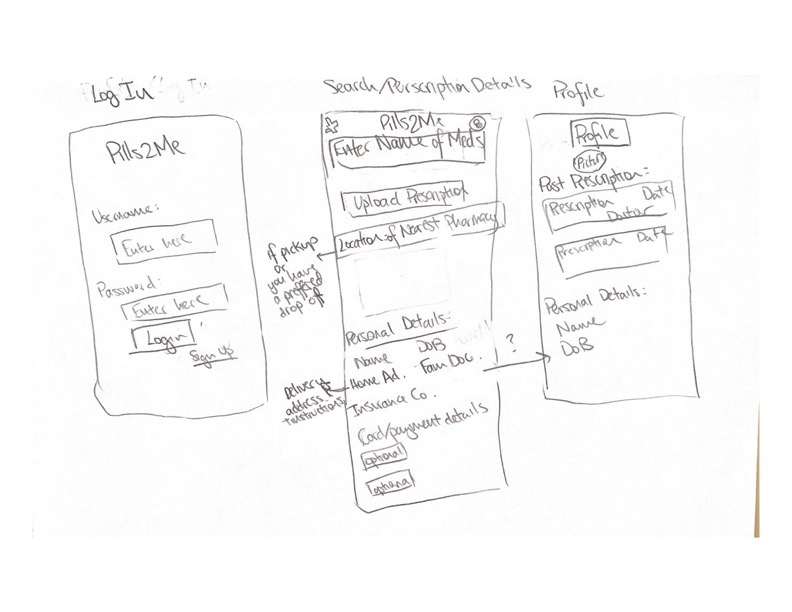 Log In
Pills2Me
Username:
Enter here
Password:
Enter here
Login
Sign Up
Search/Perscription Details
Pills2Me
Enter Name of Meds
Upload Prescription
Location of Nearest Pharmacy
If pickup
or
you have
a prefered
drop off
Personal Details:
Name DoB
Home Ad. Fam Doc. ?
Delivery
address.
Instructions
Insurance Co.
Card/payment details
optional
optional
Profile
Profile
Picture
Past Prescription:
Prescription Date
Doctor
Prescription Date
Personal Details:
Name
DoB